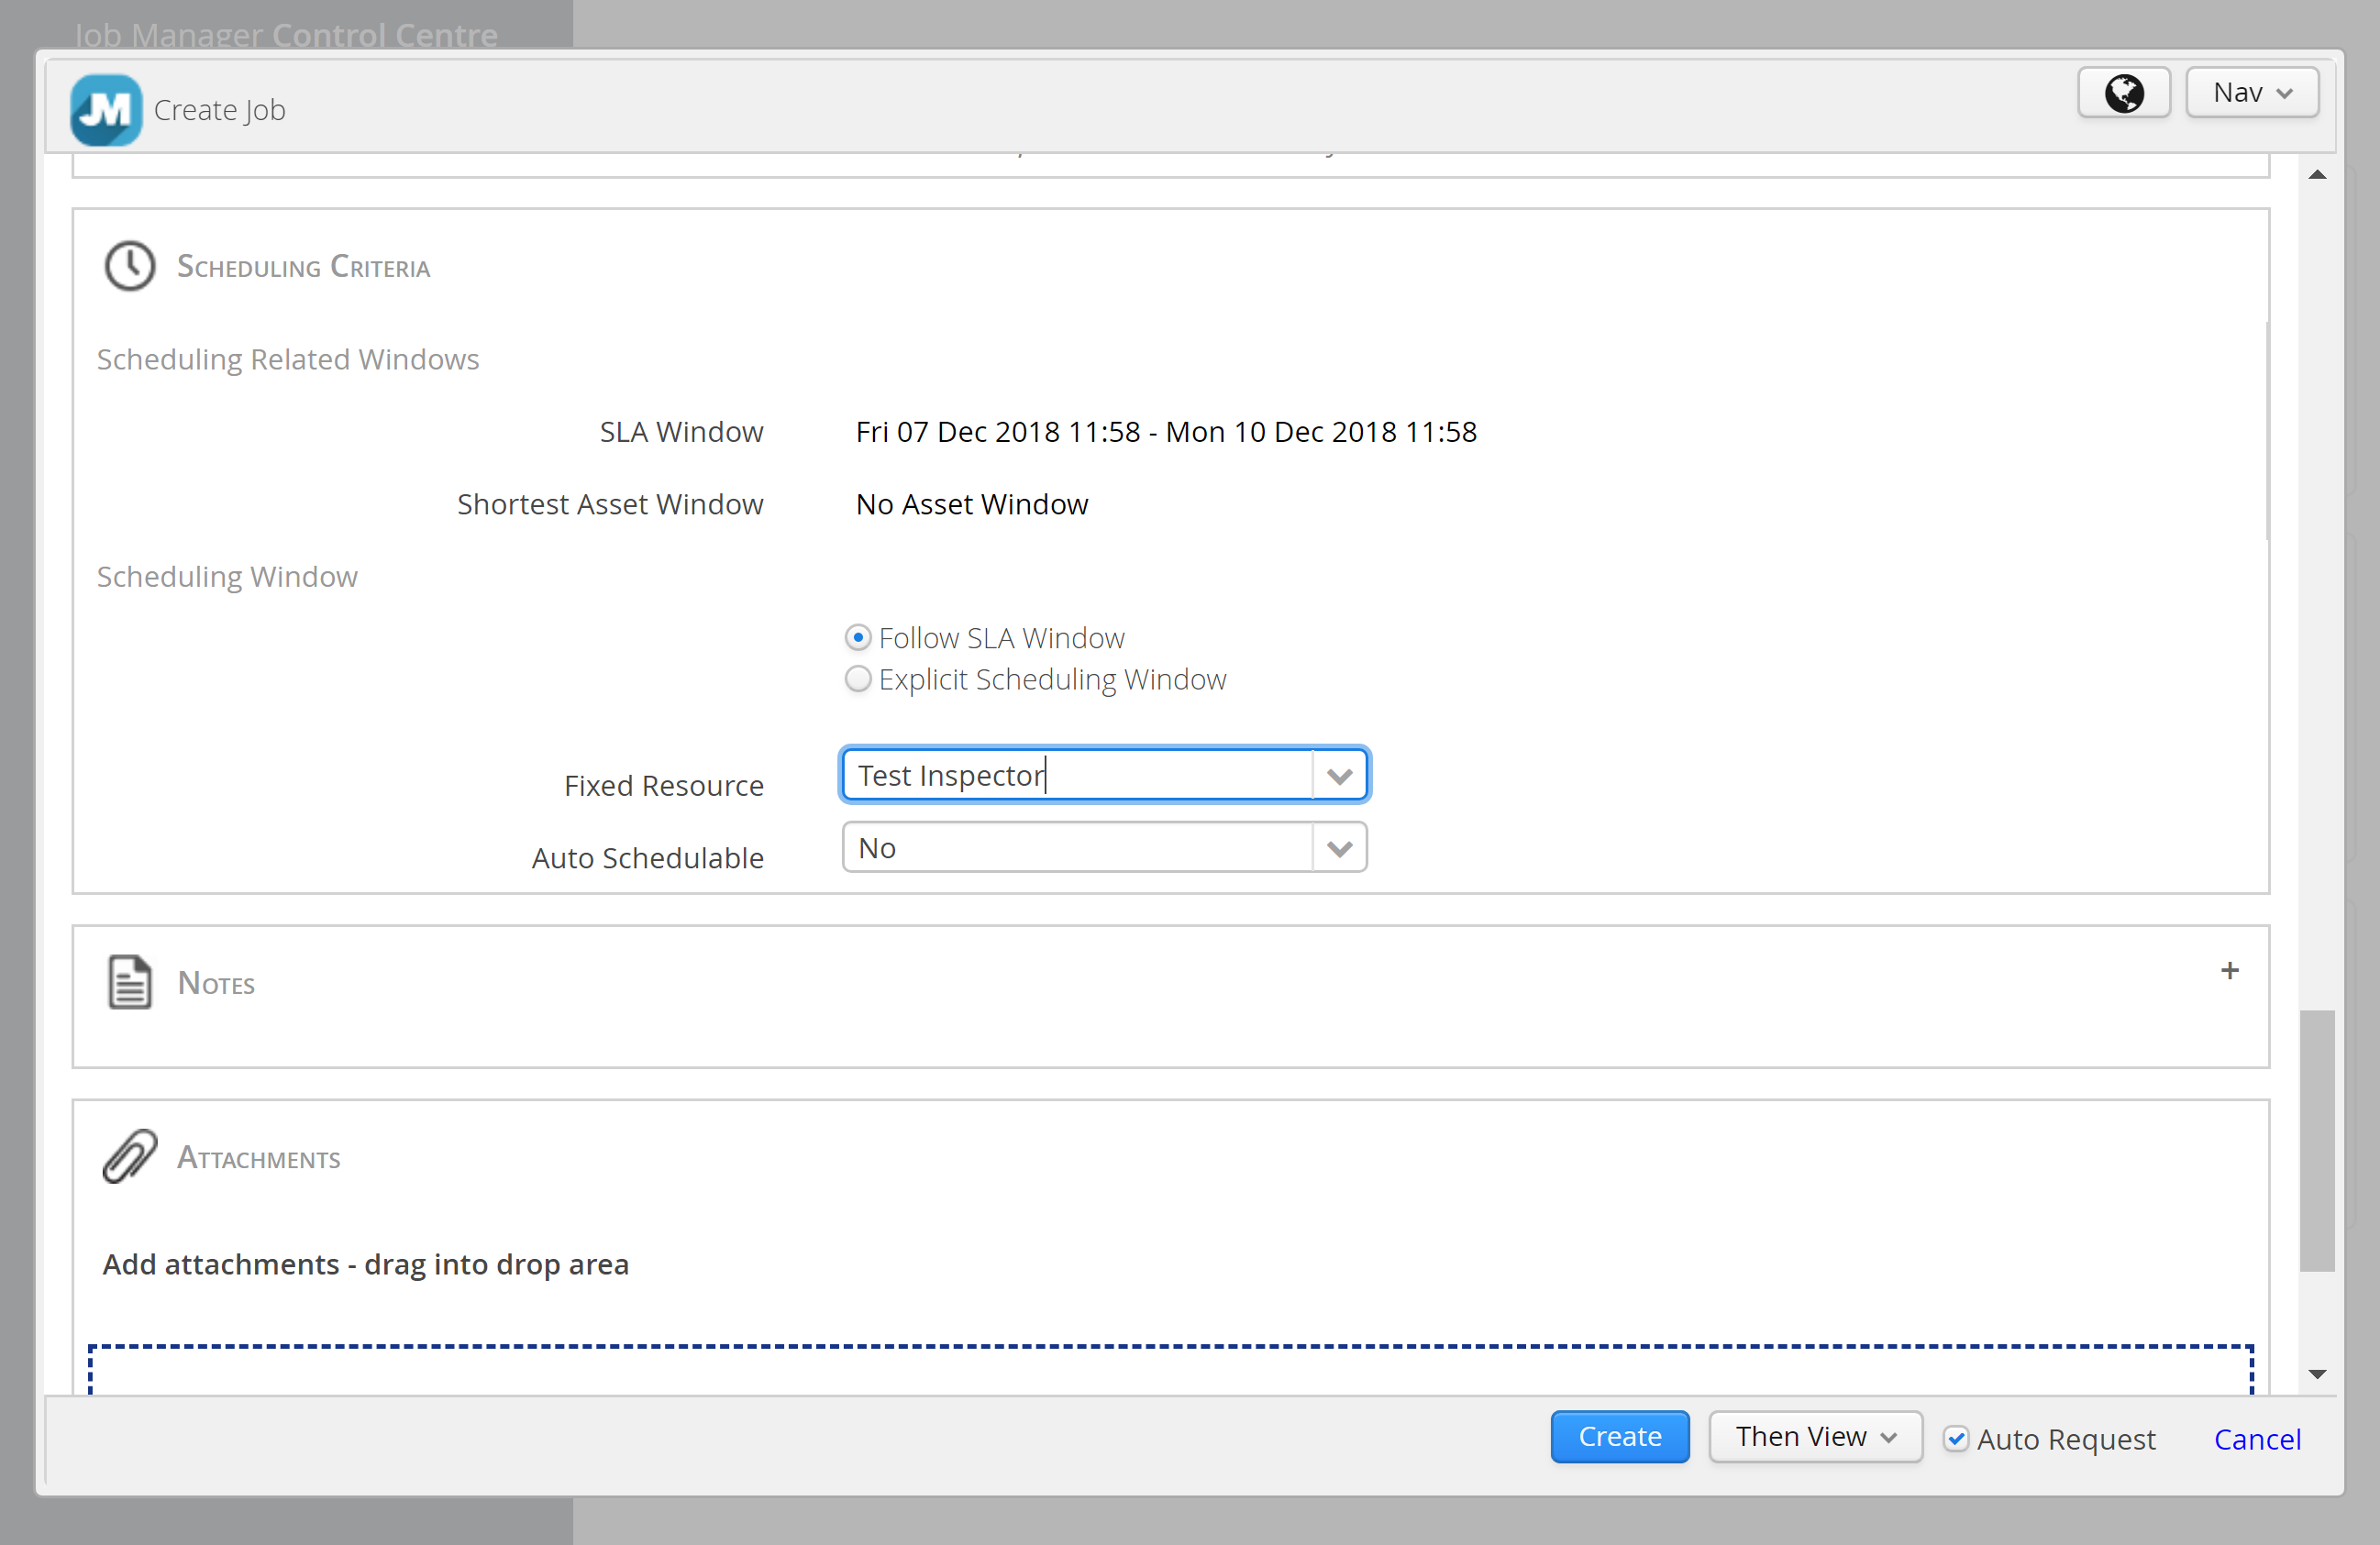 Job Manager Control Centre
JM Create Job
Nav
Scheduling Criteria
Scheduling Related Windows
SLA Window Fri 07 Dec 2018 11:58 - Mon 10 Dec 2018 11:58
Shortest Asset Window No Asset Window
Scheduling Window
Follow SLA Window
Explicit Scheduling Window
Fixed Resource Test Inspector
Auto Schedulable No
Notes +
Attachments
Add attachments - drag into drop area
Create Then View Auto Request Cancel